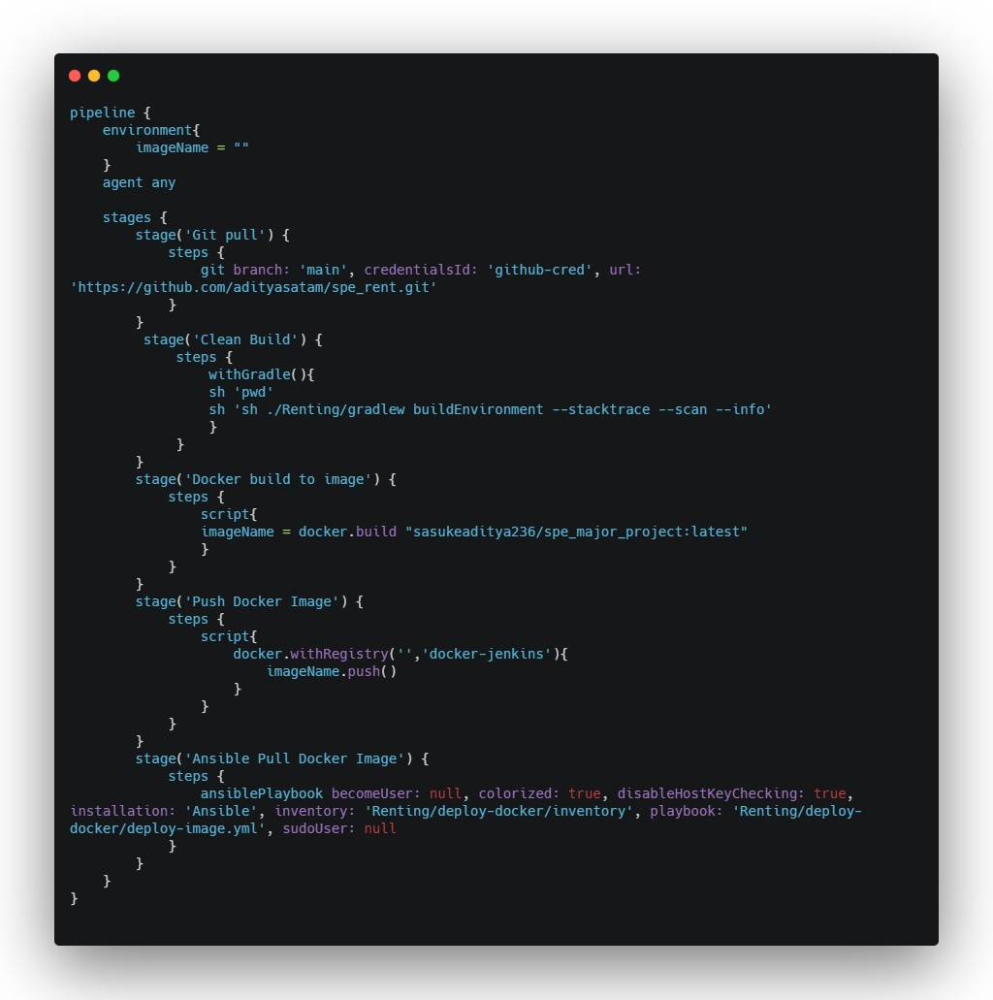 pipeline {
    environment{
        imageName = ""
    }
    agent any

    stages {
        stage('Git pull') {
            steps {
                git branch: 'main', credentialsId: 'github-cred', url:
'https://github.com/adityasatam/spe_rent.git'
            }
        }
         stage('Clean Build') {
             steps {
                 withGradle(){
                 sh 'pwd'
                 sh 'sh ./Renting/gradlew buildEnvironment --stacktrace --scan --info'
                 }
             }
        }
        stage('Docker build to image') {
            steps {
                script{
                imageName = docker.build "sasukeaditya236/spe_major_project:latest"
                }
            }
        }
        stage('Push Docker Image') {
            steps {
                script{
                    docker.withRegistry('','docker-jenkins'){
                        imageName.push()
                    }
                }
            }
        }
        stage('Ansible Pull Docker Image') {
            steps {
                ansiblePlaybook becomeUser: null, colorized: true, disableHostKeyChecking: true,
installation: 'Ansible', inventory: 'Renting/deploy-docker/inventory', playbook: 'Renting/deploy-
docker/deploy-image.yml', sudoUser: null
            }
        }
    }
}